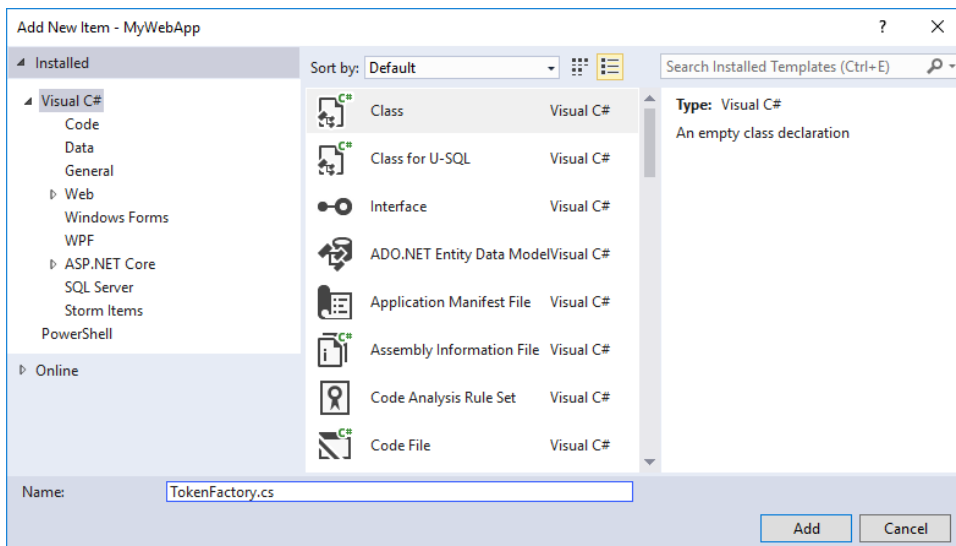 Add New Item - MyWebApp ? ×
Installed
Visual C#
Code
Data
General
Web
Windows Forms
WPF
ASP.NET Core
SQL Server
Storm Items
PowerShell
Online
Sort by: Default
C# Class Visual C#
C# Class for U-SQL Visual C#
Interface Visual C#
ADO.NET Entity Data Model Visual C#
Application Manifest File Visual C#
C# Assembly Information File Visual C#
Code Analysis Rule Set Visual C#
C# Code File Visual C#
Search Installed Templates (Ctrl+E)
Type: Visual C#
An empty class declaration
Name: TokenFactory.cs
Add Cancel